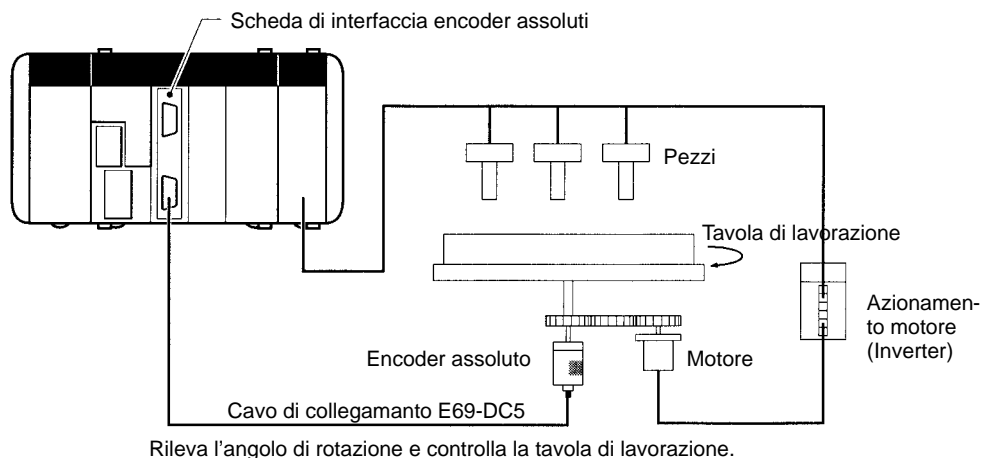 Scheda di interfaccia encoder assoluti
Pezzi
Tavola di lavorazione
Azionamen-
to motore
(Inverter)
Encoder assoluto
Motore
Cavo di collegamanto E69-DC5
Rileva l'angolo di rotazione e controlla la tavola di lavorazione.